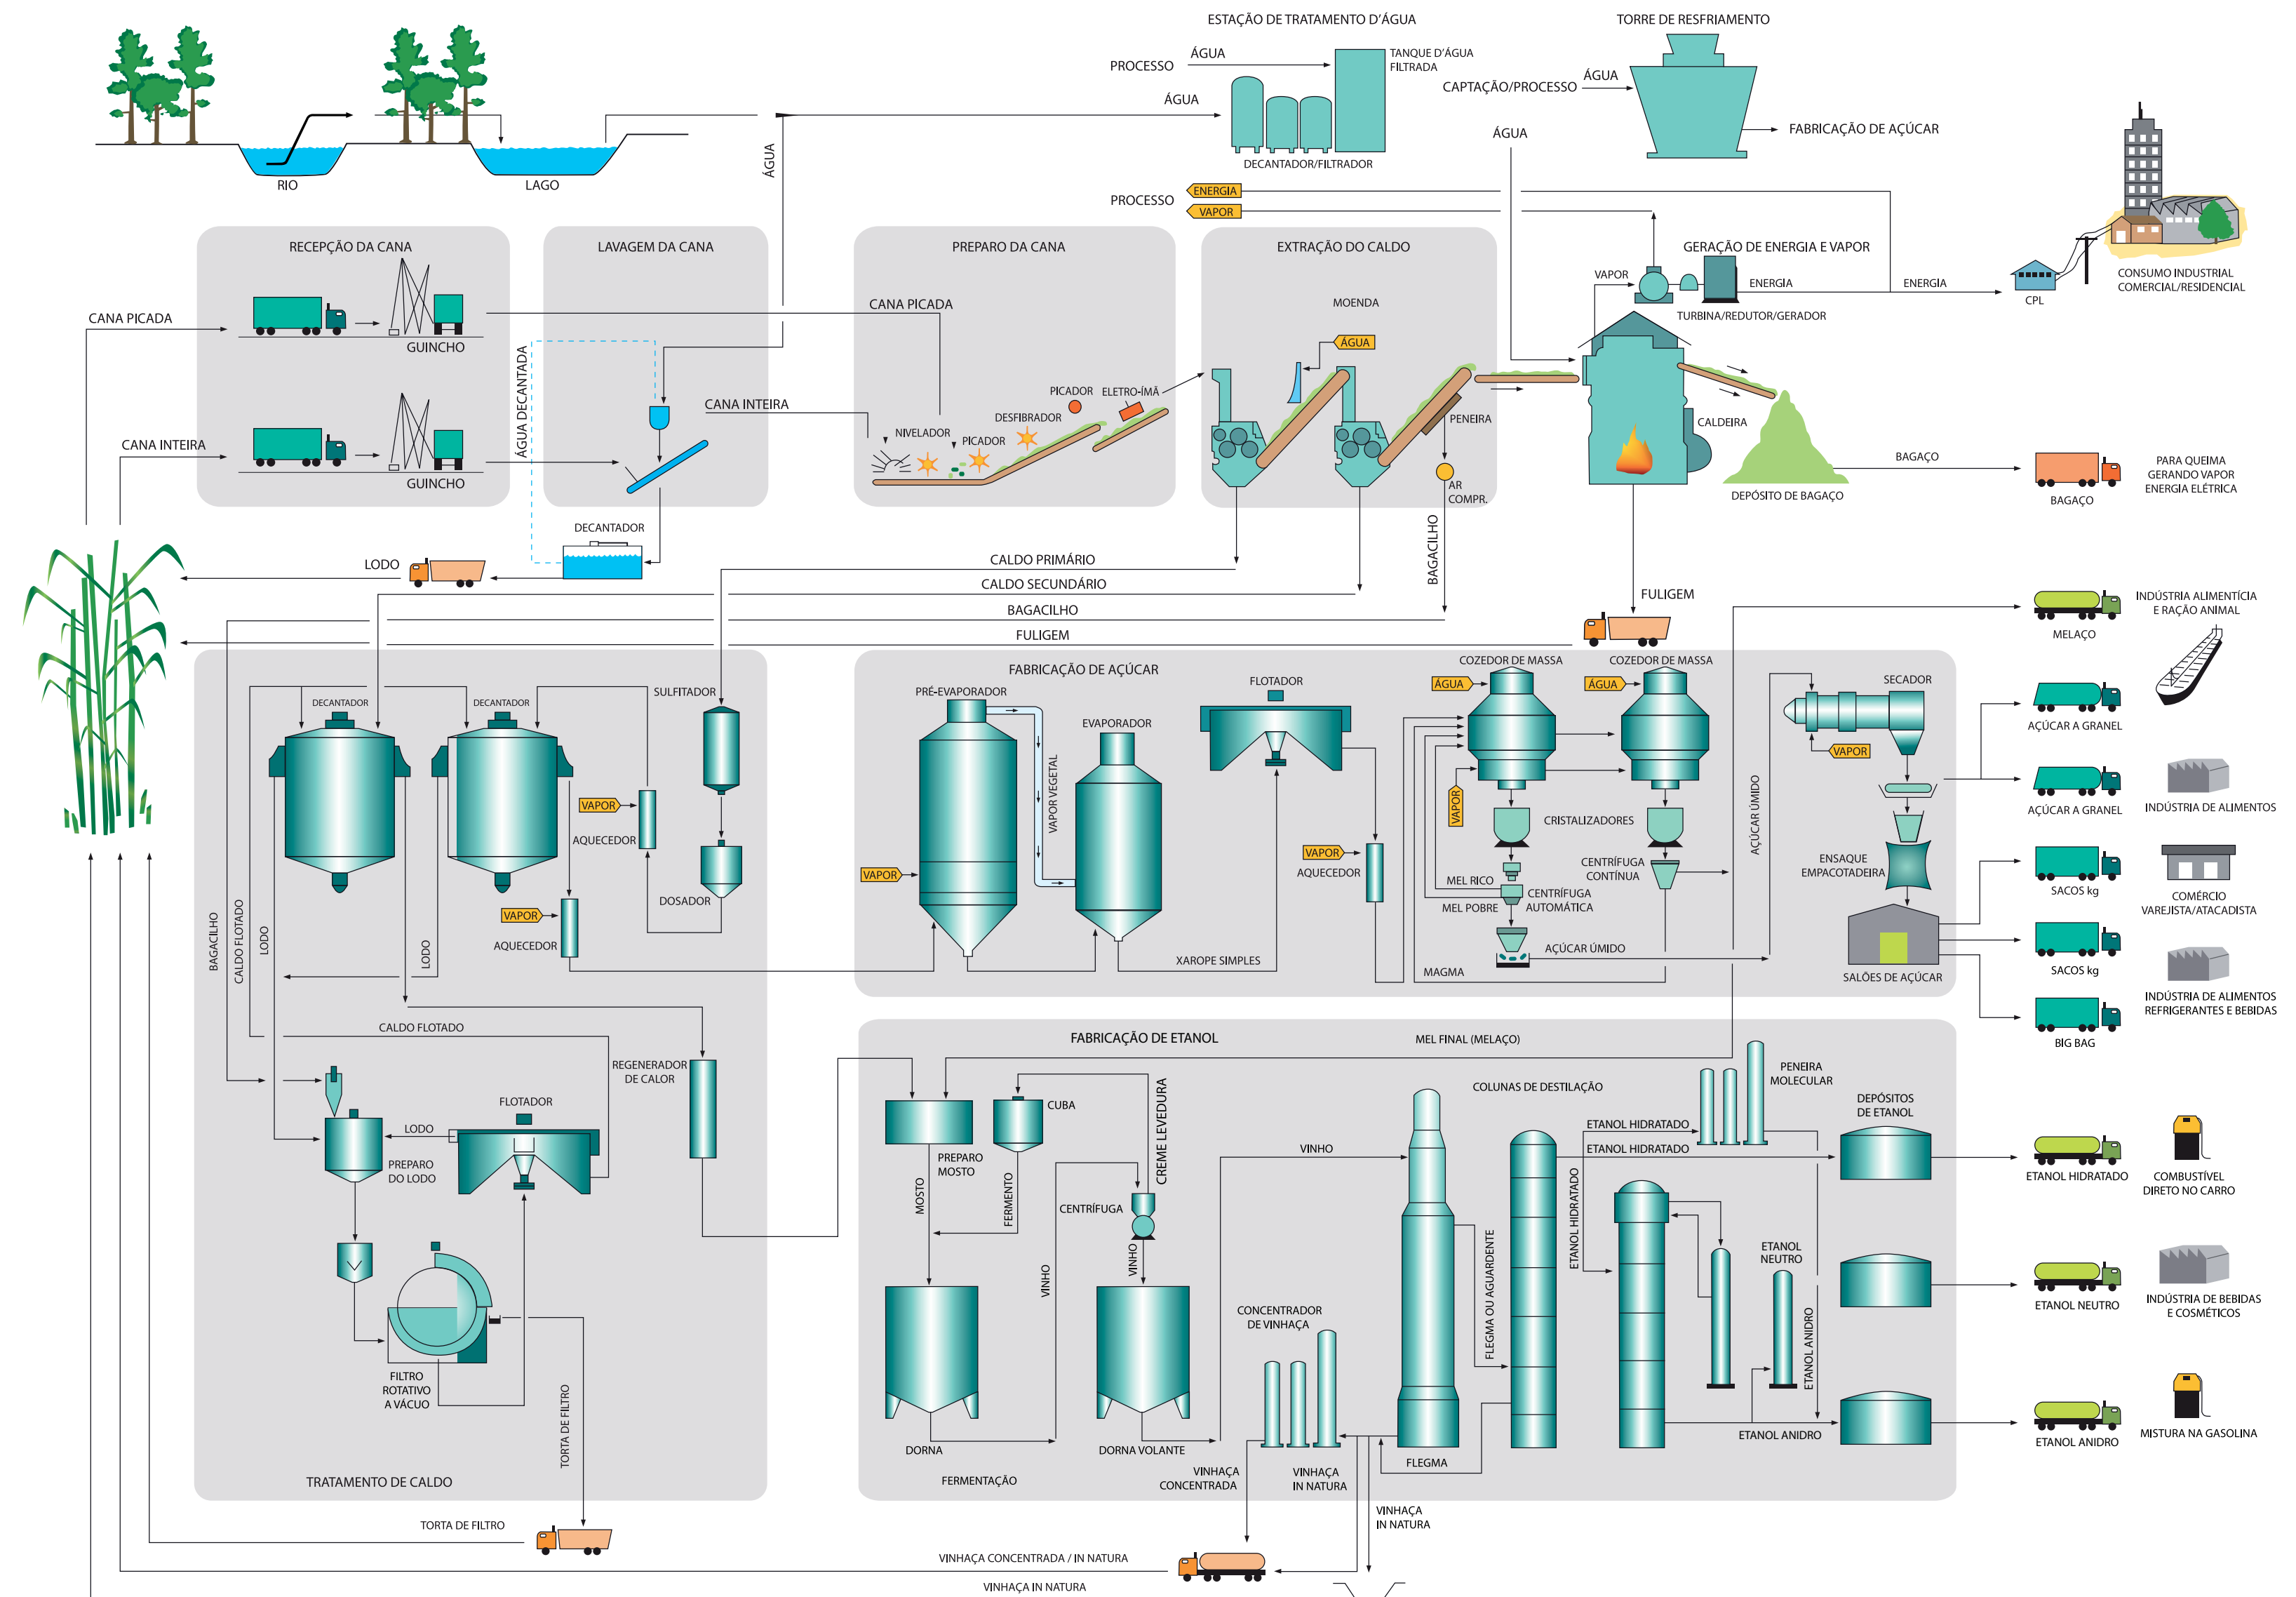 ESTAÇÃO DE TRATAMENTO D'ÁGUA
TORRE DE RESFRIAMENTO
PROCESSO
ÁGUA
TANQUE D'ÁGUA
FILTRADA
ÁGUA
DECANTADOR/FILTRADOR
CAPTAÇÃO/PROCESSO
ÁGUA
FABRICAÇÃO DE AÇÚCAR
ÁGUA
RIO
LAGO
ÁGUA
PROCESSO
ENERGIA
VAPOR
RECEPÇÃO DA CANA
LAVAGEM DA CANA
PREPARO DA CANA
EXTRAÇÃO DO CALDO
GERAÇÃO DE ENERGIA E VAPOR
VAPOR
ENERGIA
ENERGIA
TURBINA/REDUTOR/GERADOR
CPL
CONSUMO INDUSTRIAL
COMERCIAL/RESIDENCIAL
CANA PICADA
GUINCHO
CANA INTEIRA
GUINCHO
ÁGUA DECANTADA
CANA INTEIRA
CANA PICADA
NIVELADOR
PICADOR
DESFIBRADOR
PICADOR
ELETRO-ÍMÃ
MOENDA
ÁGUA
PENEIRA
AR
COMPR.
BAGACILHO
CALDEIRA
DEPÓSITO DE BAGAÇO
BAGAÇO
BAGAÇO
PARA QUEIMA
GERANDO VAPOR
ENERGIA ELÉTRICA
DECANTADOR
LODO
CALDO PRIMÁRIO
CALDO SECUNDÁRIO
BAGACILHO
FULIGEM
FULIGEM
MELAÇO
INDÚSTRIA ALIMENTÍCIA
E RAÇÃO ANIMAL
DECANTADOR
DECANTADOR
SULFITADOR
VAPOR
AQUECEDOR
DOSADOR
VAPOR
AQUECEDOR
BAGACILHO
CALDO FLOTADO
LODO
LODO
CALDO FLOTADO
REGENERADOR
DE CALOR
FLOTADOR
LODO
PREPARO
DO LODO
FILTRO
ROTATIVO
A VÁCUO
TORTA DE FILTRO
TRATAMENTO DE CALDO
TORTA DE FILTRO
FABRICAÇÃO DE AÇÚCAR
PRÉ-EVAPORADOR
EVAPORADOR
VAPOR VEGETAL
VAPOR
XAROPE SIMPLES
FLOTADOR
VAPOR
AQUECEDOR
COZEDOR DE MASSA
COZEDOR DE MASSA
ÁGUA
ÁGUA
VAPOR
CRISTALIZADORES
CENTRÍFUGA
CONTÍNUA
MEL RICO
CENTRÍFUGA
AUTOMÁTICA
MEL POBRE
AÇÚCAR ÚMIDO
MAGMA
AÇÚCAR ÚMIDO
SECADOR
VAPOR
ENSAQUE
EMPACOTADEIRA
SALÕES DE AÇÚCAR
AÇÚCAR A GRANEL
AÇÚCAR A GRANEL
INDÚSTRIA DE ALIMENTOS
SACOS kg
COMÉRCIO
VAREJISTA/ATACADISTA
SACOS kg
INDÚSTRIA DE ALIMENTOS
REFRIGERANTES E BEBIDAS
BIG BAG
FABRICAÇÃO DE ETANOL
MEL FINAL (MELAÇO)
PREPARO
MOSTO
CUBA
CREME LEVEDURA
MOSTO
FERMENTO
CENTRÍFUGA
VINHO
VINHO
DORNA
DORNA VOLANTE
FERMENTAÇÃO
VINHO
COLUNAS DE DESTILAÇÃO
PENEIRA
MOLECULAR
DEPÓSITOS
DE ETANOL
ETANOL HIDRATADO
ETANOL HIDRATADO
ETANOL HIDRATADO
FLEGMA OU AGUARDENTE
CONCENTRADOR
DE VINHAÇA
ETANOL
NEUTRO
ETANOL ANIDRO
ETANOL ANIDRO
FLEGMA
VINHAÇA
CONCENTRADA
VINHAÇA
IN NATURA
VINHAÇA
IN NATURA
ETANOL HIDRATADO
COMBUSTÍVEL
DIRETO NO CARRO
ETANOL NEUTRO
INDÚSTRIA DE BEBIDAS
E COSMÉTICOS
ETANOL ANIDRO
MISTURA NA GASOLINA
VINHAÇA CONCENTRADA / IN NATURA
VINHAÇA IN NATURA